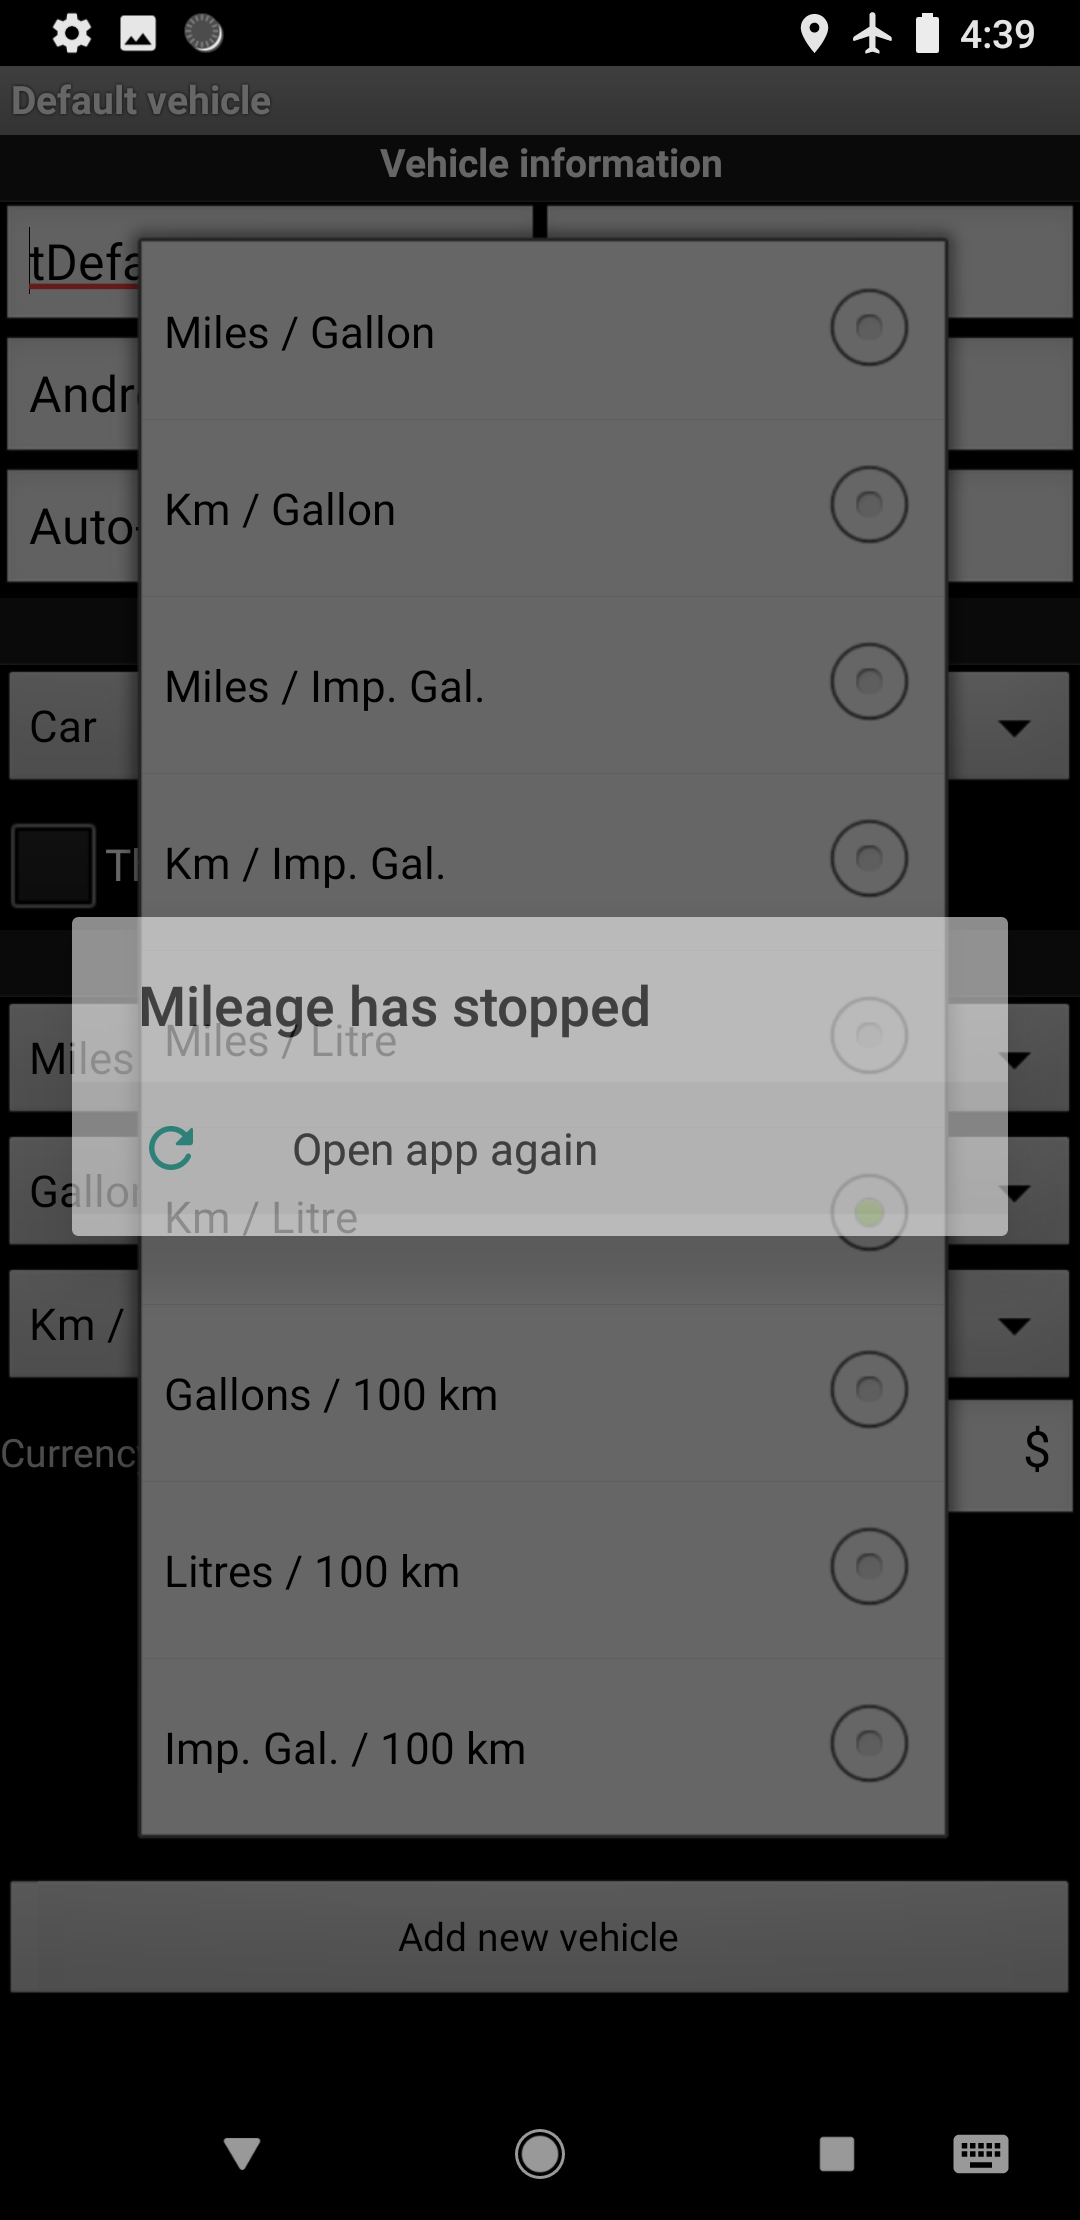 4:39
Default vehicle
Vehicle information
tDefa
Andr
Auto-
Car
Miles / Gallon
Km / Gallon
Miles / Imp. Gal.
Km / Imp. Gal.
Mileage has stopped
Miles / Litre
Miles
Open app again
Gallon
Km / Litre
Km /
Gallons / 100 km
Currency
$
Litres / 100 km
Imp. Gal. / 100 km
Add new vehicle